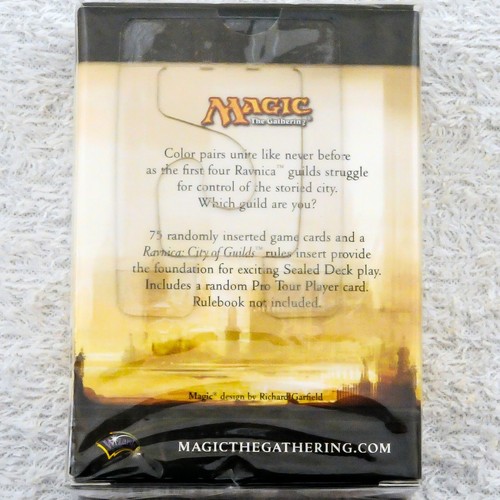 MAGIC
The Gathering®
Color pairs unite like never before
as the first four Ravnica™ guilds struggle
for control of the storied city.
Which guild are you?
75 randomly inserted game cards and a
Ravnica: City of Guilds™ rules insert provide
the foundation for exciting Sealed Deck play.
Includes a random Pro Tour Player card.
Rulebook not included.
Magic® design by Richard Garfield
Wizards
MAGICTHEGATHERING.COM